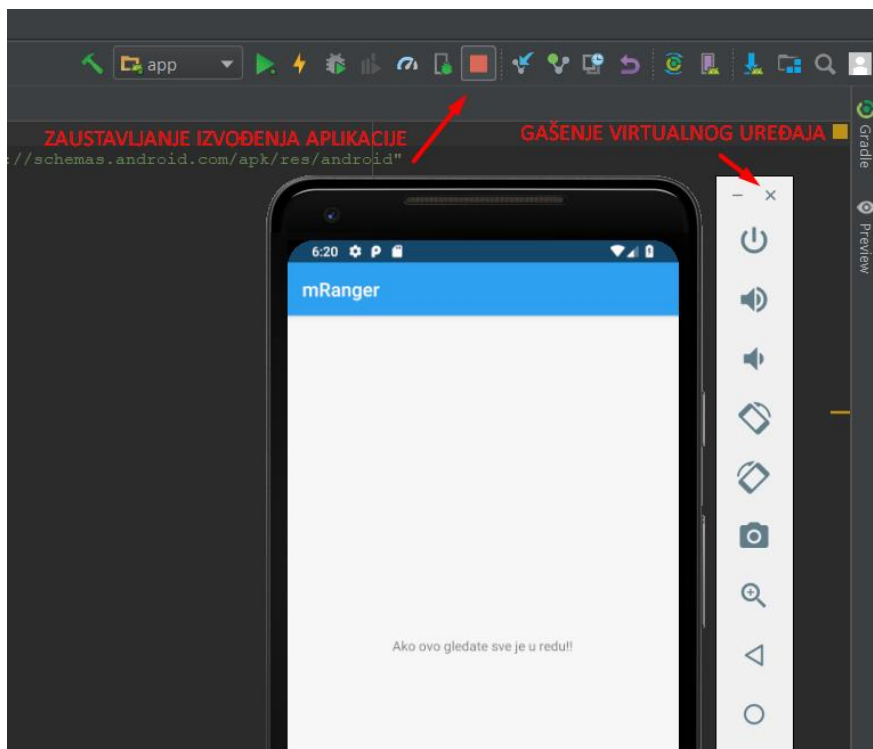 app
ZAUSTAVLJANJE IZVOĐENJA APLIKACIJE
GAŠENJE VIRTUALNOG UREĐAJA
://schemas.android.com/apk/res/android"
Gradle
Preview
6:20
mRanger
Ako ovo gledate sve je u redu!!